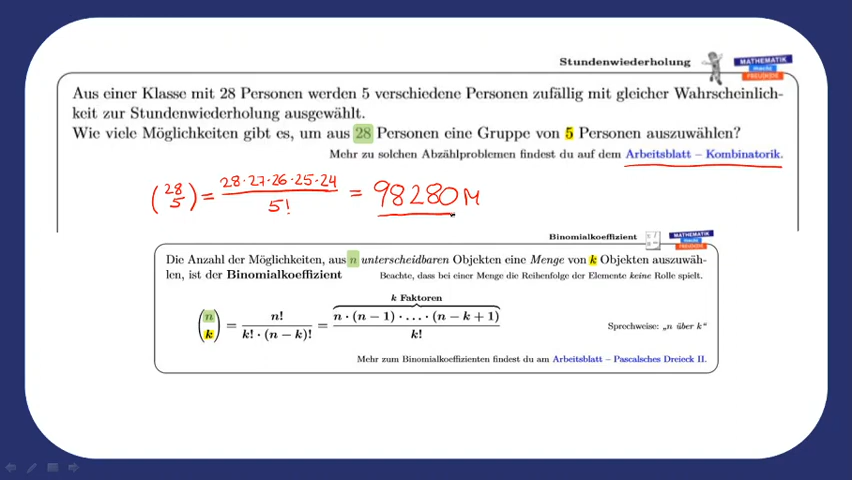 Stundenwiederholung
MATHEMATIK
macht
FREU(N)DE
Aus einer Klasse mit 28 Personen werden 5 verschiedene Personen zufällig mit gleicher Wahrscheinlich-
keit zur Stundenwiederholung ausgewählt.
Wie viele Möglichkeiten gibt es, um aus 28 Personen eine Gruppe von 5 Personen auszuwählen?
Mehr zu solchen Abzählproblemen findest du auf dem Arbeitsblatt – Kombinatorik.
(28 5) = 28·27·26·25·24 / 5! = 98280 M
Binomialkoeffizient
MATHEMATIK
macht
FREU(N)DE
Die Anzahl der Möglichkeiten, aus n unterscheidbaren Objekten eine Menge von k Objekten auszuwäh-
len, ist der Binomialkoeffizient Beachte, dass bei einer Menge die Reihenfolge der Elemente keine Rolle spielt.
k Faktoren
(n k) = n! / k! · (n − k)! = n · (n − 1) · . . . · (n − k + 1) / k!
Sprechweise: „n über k“
Mehr zum Binomialkoeffizienten findest du am Arbeitsblatt – Pascalsches Dreieck II.